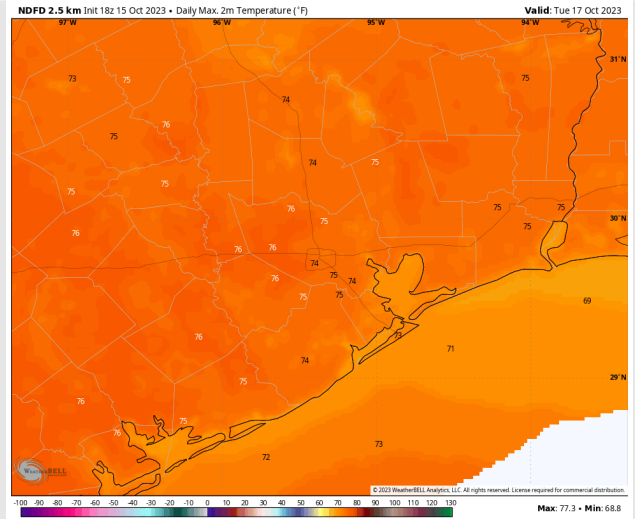 NDFD 2.5 km Init 18z 15 Oct 2023 • Daily Max. 2m Temperature (°F)
Valid: Tue 17 Oct 2023
97°W 96°W 95°W 94°W
31°N
73 75 75
74
76
75
74 75
75 75
76 75 75 75
75
76 30°N
76 76
74
76 75 74
75 75
69
73
76
71
74
29°N
75
76
75
76
73
72
WEATHERBELL
© 2023 WeatherBELL Analytics, LLC. All rights reserved. License required for commercial distribution.
-100 -90 -80 -70 -60 -50 -40 -30 -20 -10 0 10 20 30 40 50 60 70 80 90 100 110 120 130
Max: 77.3 • Min: 68.8